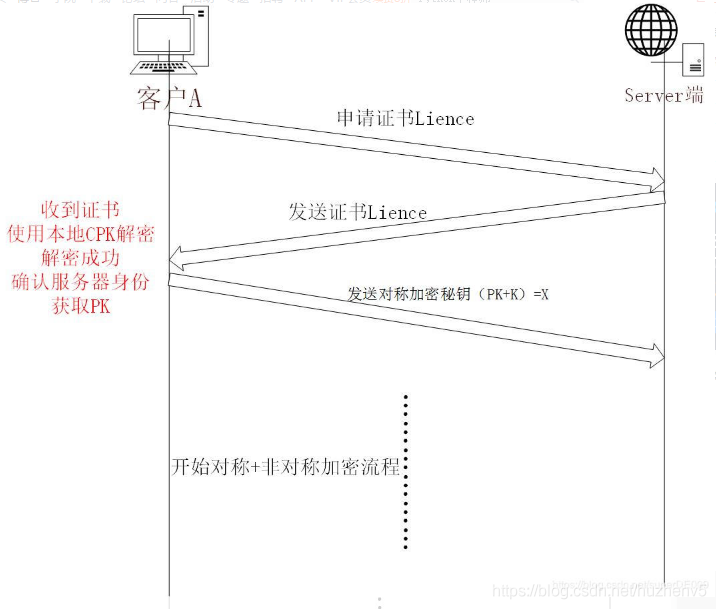 客户A
Server端
申请证书Lience
发送证书Lience
收到证书
使用本地CPK解密
解密成功
确认服务器身份
获取PK
发送对称加密秘钥（PK+K）=X
开始对称+非对称加密流程
https://blog.csdn.net/huzhenv5